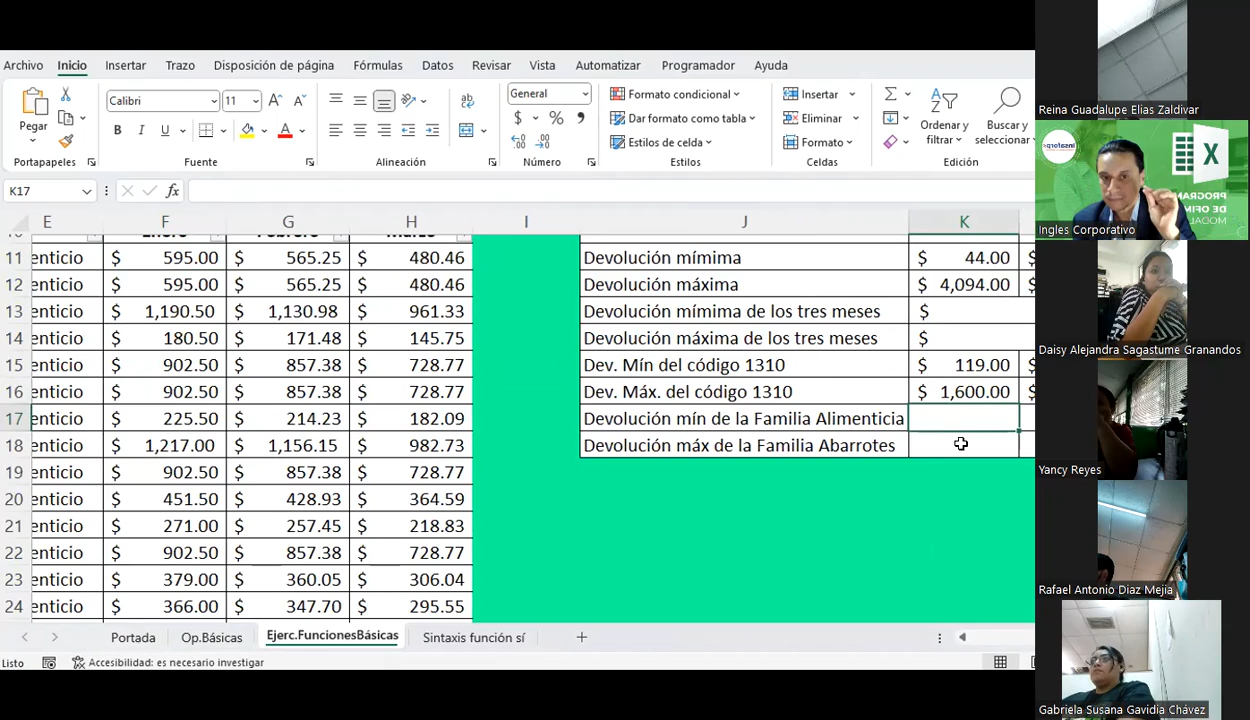 Archivo Inicio Insertar Trazo Disposición de página Fórmulas Datos Revisar Vista Automatizar Programador Ayuda
Pegar
Portapapeles
Calibri 11
N K S
Fuente
Alineación
General
$ % ,
Número
Formato condicional
Dar formato como tabla
Estilos de celda
Estilos
Insertar
Eliminar
Formato
Celdas
Ordenar y
filtrar
Buscar y
seleccionar
Edición
K17
fx
E F G H I J K
Enero Febrero Marzo
11 enticio $ 595.00 $ 565.25 $ 480.46 Devolución mímima $ 44.00 $
12 enticio $ 595.00 $ 565.25 $ 480.46 Devolución máxima $ 4,094.00 $
13 enticio $ 1,190.50 $ 1,130.98 $ 961.33 Devolución mímima de los tres meses $
14 enticio $ 180.50 $ 171.48 $ 145.75 Devolución máxima de los tres meses $
15 enticio $ 902.50 $ 857.38 $ 728.77 Dev. Mín del código 1310 $ 119.00 $
16 enticio $ 902.50 $ 857.38 $ 728.77 Dev. Máx. del código 1310 $ 1,600.00 $
17 enticio $ 225.50 $ 214.23 $ 182.09 Devolución mín de la Familia Alimenticia
18 enticio $ 1,217.00 $ 1,156.15 $ 982.73 Devolución máx de la Familia Abarrotes
19 enticio $ 902.50 $ 857.38 $ 728.77
20 enticio $ 451.50 $ 428.93 $ 364.59
21 enticio $ 271.00 $ 257.45 $ 218.83
22 enticio $ 902.50 $ 857.38 $ 728.77
23 enticio $ 379.00 $ 360.05 $ 306.04
24 enticio $ 366.00 $ 347.70 $ 295.55
Portada Op.Básicas Ejerc.FuncionesBásicas Sintaxis función sí
Listo Accesibilidad: es necesario investigar
Reina Guadalupe Elias Zaldivar
X
Ingles Corporativo
Daisy Alejandra Sagastume Granandos
Yancy Reyes
Rafael Antonio Diaz Mejia
Gabriela Susana Gavidia Chávez